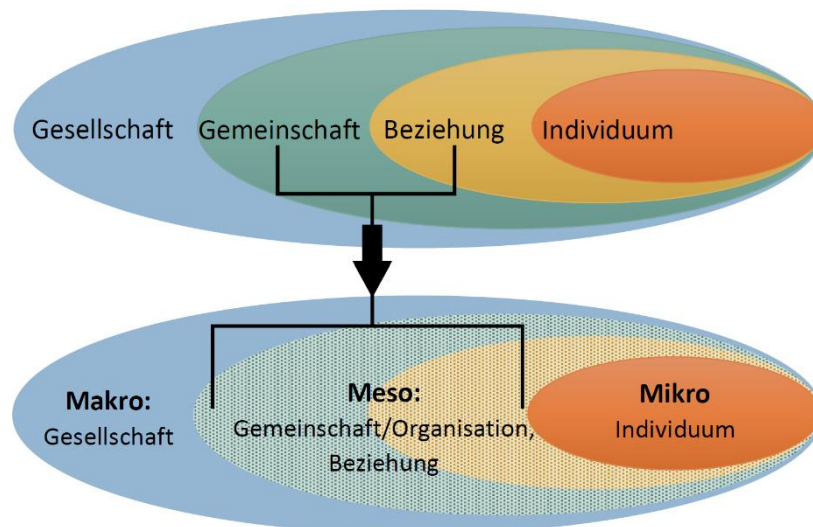 Gesellschaft Gemeinschaft Beziehung Individuum
Makro:
Gesellschaft
Meso:
Gemeinschaft/Organisation,
Beziehung
Mikro
Individuum